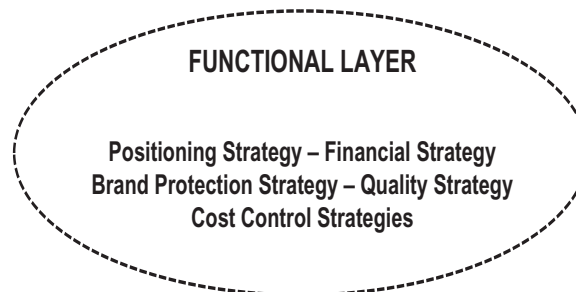 FUNCTIONAL LAYER
Positioning Strategy – Financial Strategy
Brand Protection Strategy – Quality Strategy
Cost Control Strategies